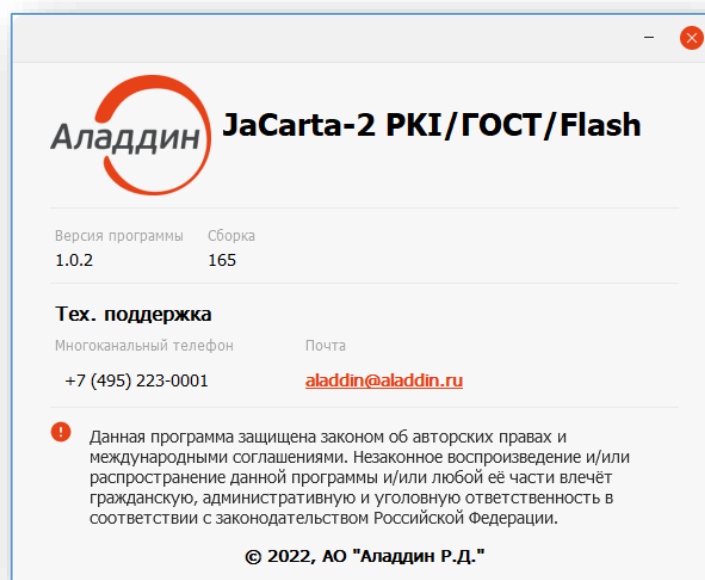 Аладдин
JaCarta-2 PKI/ГОСТ/Flash
Версия программы Сборка
1.0.2 165
Тех. поддержка
Многоканальный телефон Почта
+7 (495) 223-0001 aladdin@aladdin.ru
Данная программа защищена законом об авторских правах и
международными соглашениями. Незаконное воспроизведение и/или
распространение данной программы и/или любой её части влечёт
гражданскую, административную и уголовную ответственность в
соответствии с законодательством Российской Федерации.
© 2022, АО "Аладдин Р.Д."